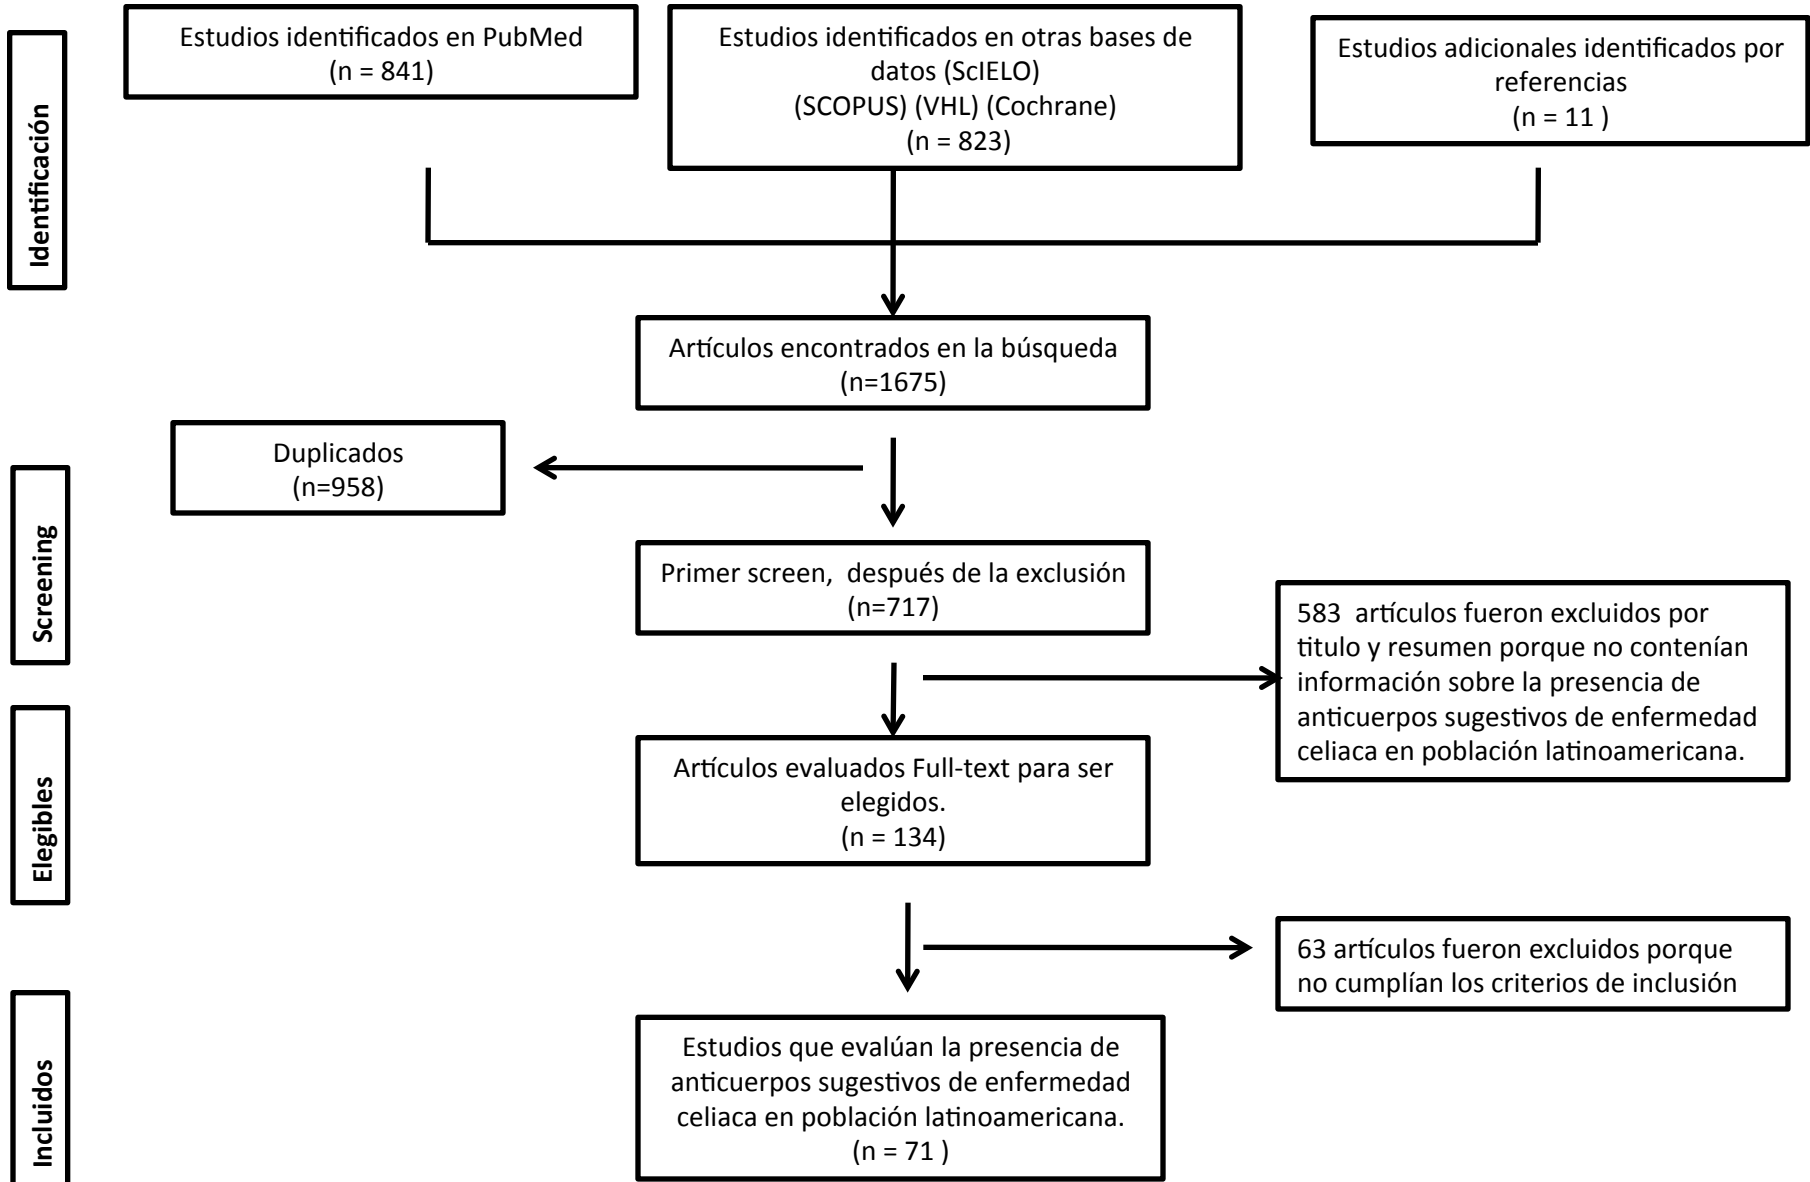 Identificación
Estudios identificados en PubMed
(n = 841)
Estudios identificados en otras bases de
datos (ScIELO)
(SCOPUS) (VHL) (Cochrane)
(n = 823)
Estudios adicionales identificados por
referencias
(n = 11 )
Artículos encontrados en la búsqueda
(n=1675)
Duplicados
(n=958)
Screening
Primer screen,  después de la exclusión
(n=717)
583  artículos fueron excluidos por
titulo y resumen porque no contenían
información sobre la presencia de
anticuerpos sugestivos de enfermedad
celiaca en población latinoamericana.
Elegibles
Artículos evaluados Full-text para ser
elegidos.
(n = 134)
63 artículos fueron excluidos porque
no cumplían los criterios de inclusión
Incluidos
Estudios que evalúan la presencia de
anticuerpos sugestivos de enfermedad
celiaca en población latinoamericana.
(n = 71 )